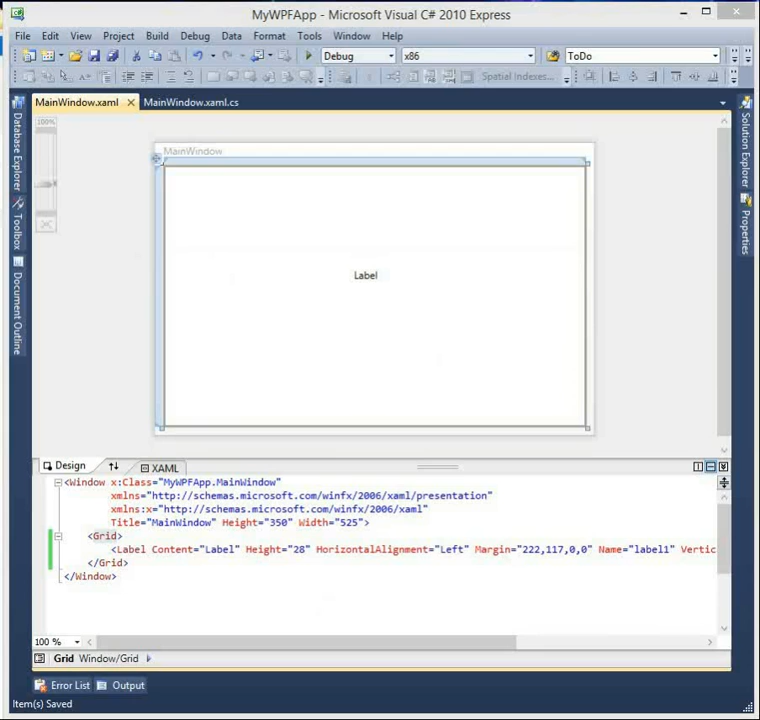 MyWPFApp - Microsoft Visual C# 2010 Express
File Edit View Project Build Debug Data Format Tools Window Help
Debug x86 ToDo
Spatial Indexes...
MainWindow.xaml MainWindow.xaml.cs
Database Explorer
Toolbox
Document Outline
Solution Explorer
Properties
100%
MainWindow
Label
Design XAML
<Window x:Class="MyWPFApp.MainWindow"
xmlns="http://schemas.microsoft.com/winfx/2006/xaml/presentation"
xmlns:x="http://schemas.microsoft.com/winfx/2006/xaml"
Title="MainWindow" Height="350" Width="525">
<Grid>
<Label Content="Label" Height="28" HorizontalAlignment="Left" Margin="222,117,0,0" Name="label1" Vertic
</Grid>
</Window>
100 %
Grid Window/Grid
Error List Output
Item(s) Saved